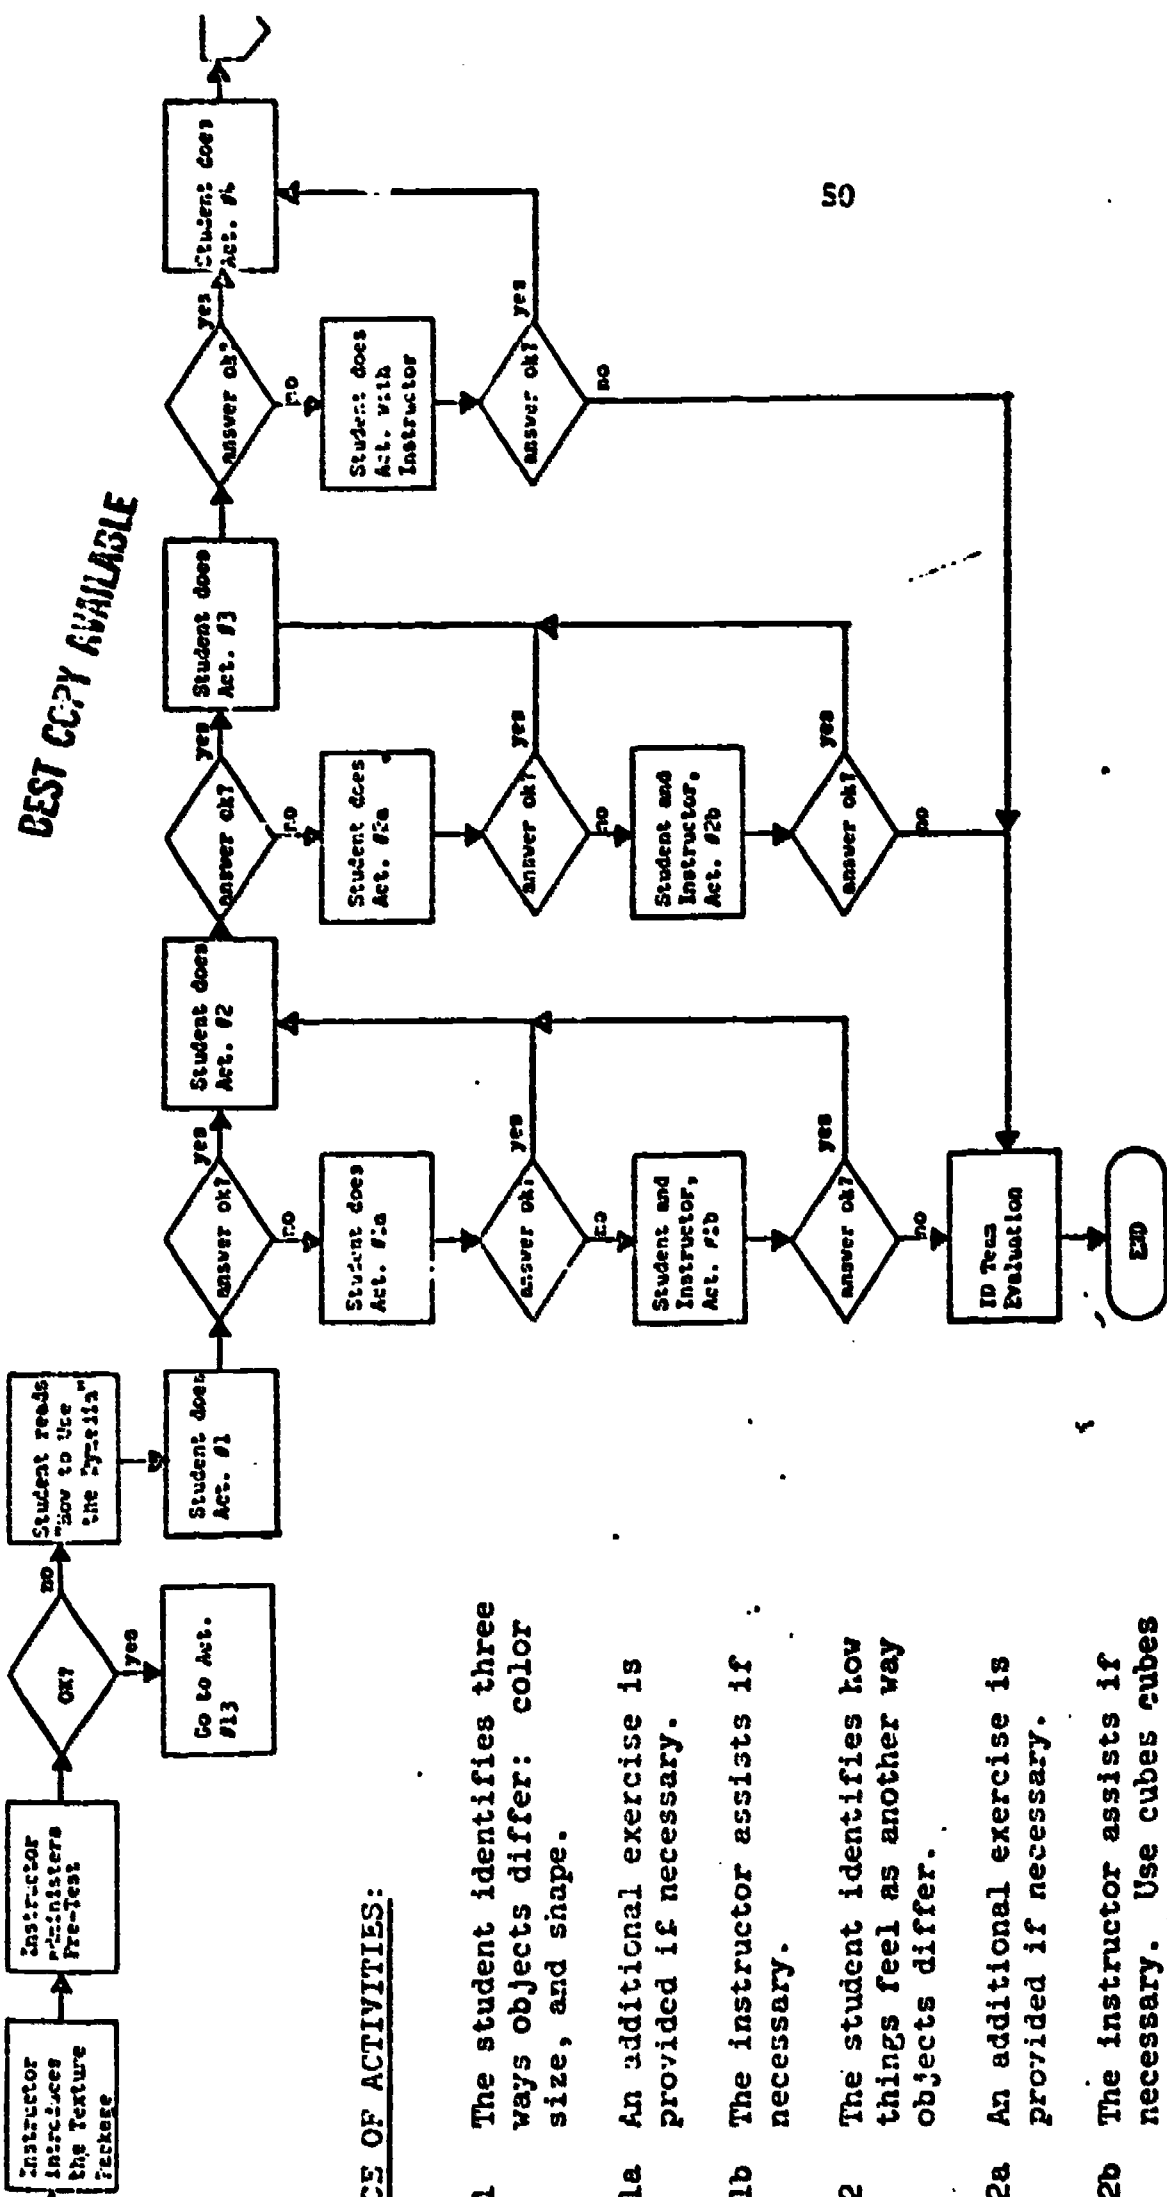 BEST COPY AVAILABLE
Instructor
introduces
the Texture
Package
Instructor
administers
Pre-Test
OK?
no
yes
Go to Act.
#13
Student reads
"How to Use
the
Student does
Act. #1
answer ok?
yes
no
Student does
Act. #1a
answer ok?
yes
no
Student and
Instructor,
Act. #1b
answer ok?
yes
no
ID Team
Evaluation
END
Student does
Act. #2
answer ok?
yes
no
Student does
Act. #2a
answer ok?
yes
no
Student and
Instructor,
Act. #2b
answer ok?
yes
no
Student does
Act. #3
answer ok?
yes
no
Student does
Act. with
Instructor
answer ok?
yes
no
Student does
Act. #4
50
CE OF ACTIVITIES:
1 The student identifies three
ways objects differ: color
size, and shape.
1a An additional exercise is
provided if necessary.
1b The instructor assists if
necessary.
2 The student identifies how
things feel as another way
objects differ.
2a An additional exercise is
provided if necessary.
2b The instructor assists if
necessary. Use cubes cubes